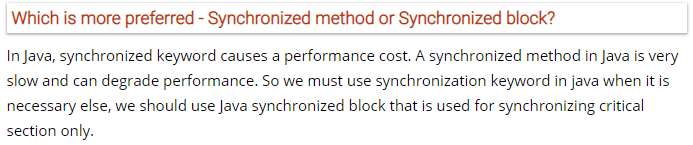 Which is more preferred - Synchronized method or Synchronized block?
In Java, synchronized keyword causes a performance cost. A synchronized method in Java is very
slow and can degrade performance. So we must use synchronization keyword in java when it is
necessary else, we should use Java synchronized block that is used for synchronizing critical
section only.